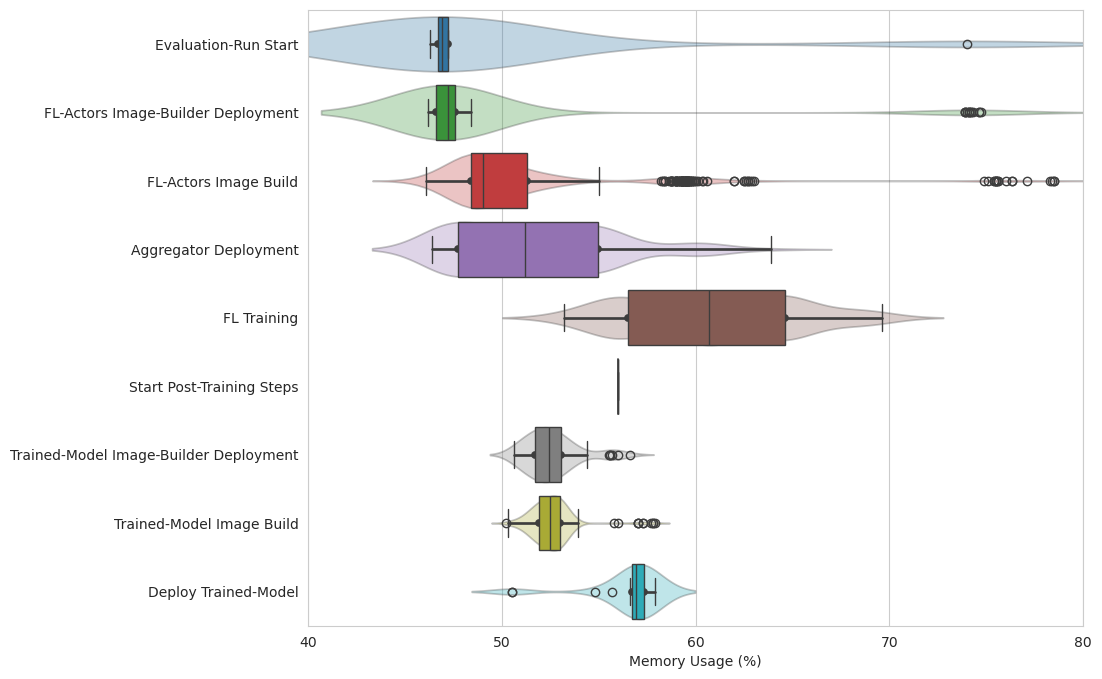 Evaluation-Run Start
FL-Actors Image-Builder Deployment
FL-Actors Image Build
Aggregator Deployment
FL Training
Start Post-Training Steps
Trained-Model Image-Builder Deployment
Trained-Model Image Build
Deploy Trained-Model
40 50 60 70 80
Memory Usage (%)